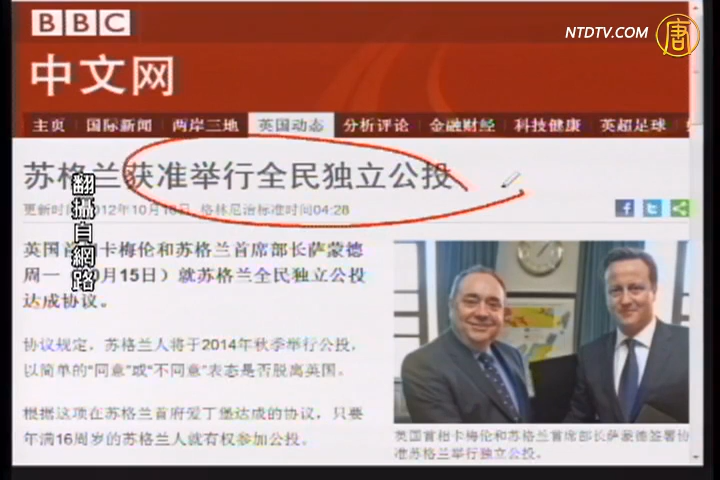 BBC
NTDTV.COM
唐
中文网
主页 国际新闻 两岸三地 英国动态 分析评论 金融财经 科技健康 英超足球
苏格兰获准举行全民独立公投
更新时间 2012年10月16日, 格林尼治标准时间04:28
翻攝自網路
英国首相卡梅伦和苏格兰首席部长萨蒙德
周一（10月15日）就苏格兰全民独立公投
达成协议。
协议规定，苏格兰人将于2014年秋季举行公投，
以简单的“同意”或“不同意”表态是否脱离英国。
根据这项在苏格兰首府爱丁堡达成的协议，只要
年满16周岁的苏格兰人就有权参加公投。
英国首相卡梅伦和苏格兰首席部长萨蒙德签署协
准苏格兰举行独立公投。